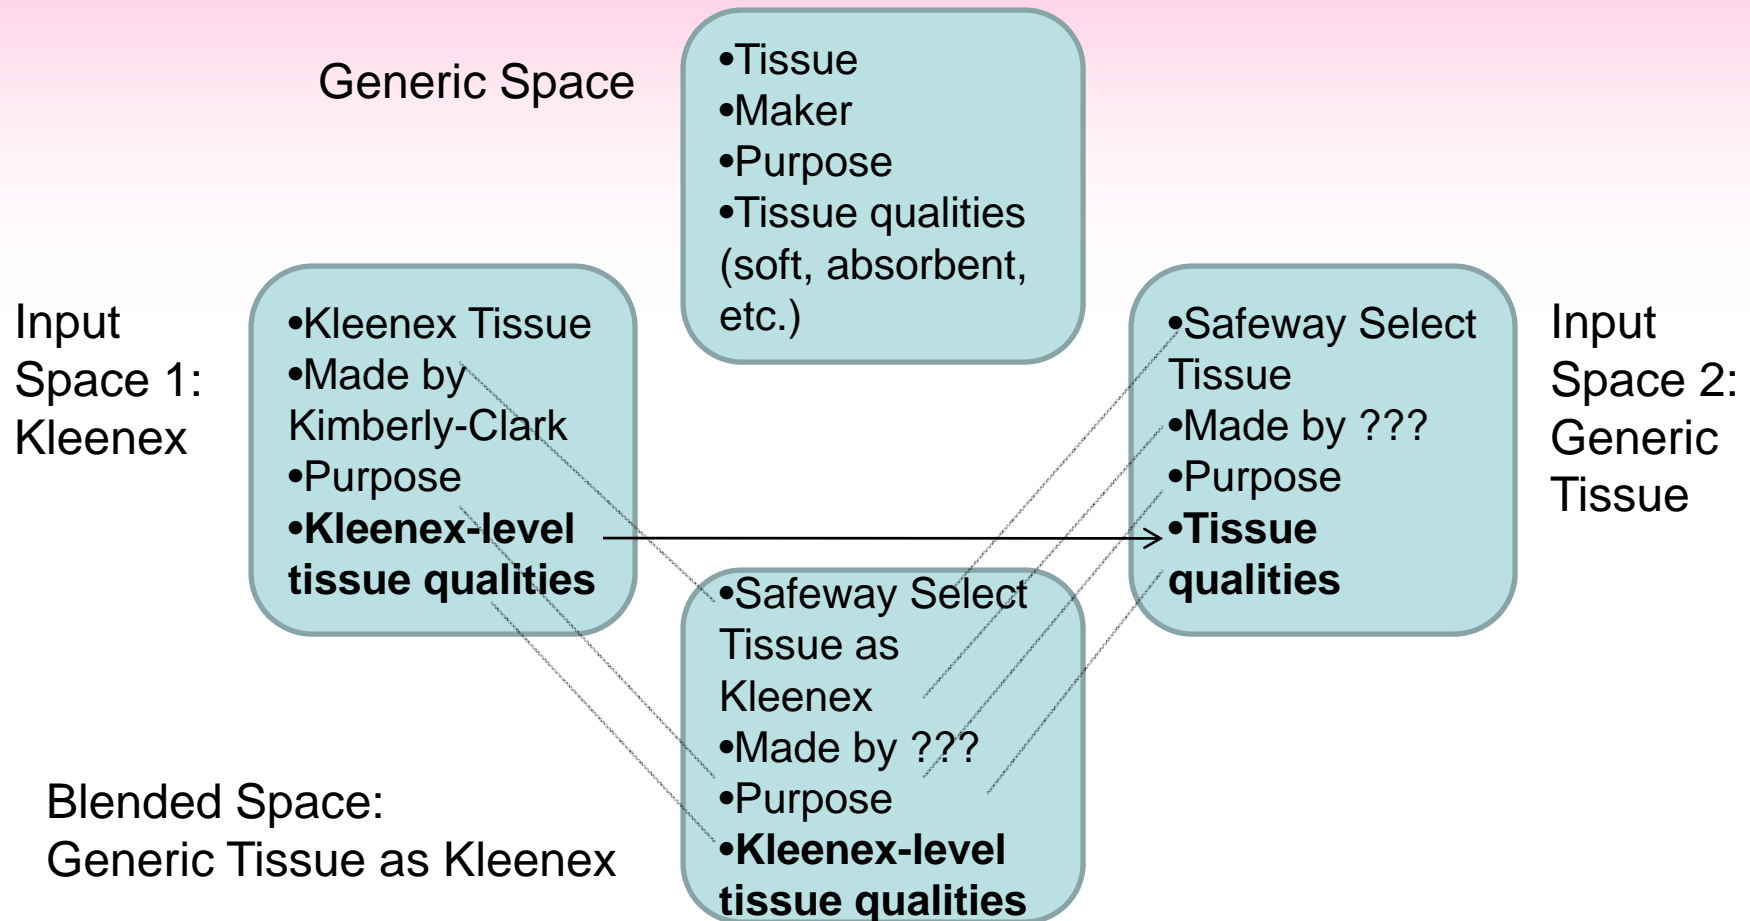 Generic Space
•Tissue
•Maker
•Purpose
•Tissue qualities
(soft, absorbent,
etc.)
Input
Space 1:
Kleenex
•Kleenex Tissue
•Made by
Kimberly-Clark
•Purpose
•Kleenex-level
tissue qualities
•Safeway Select
Tissue
•Made by ???
•Purpose
•Tissue
qualities
Input
Space 2:
Generic
Tissue
•Safeway Select
Tissue as
Kleenex
•Made by ???
•Purpose
•Kleenex-level
tissue qualities
Blended Space:
Generic Tissue as Kleenex